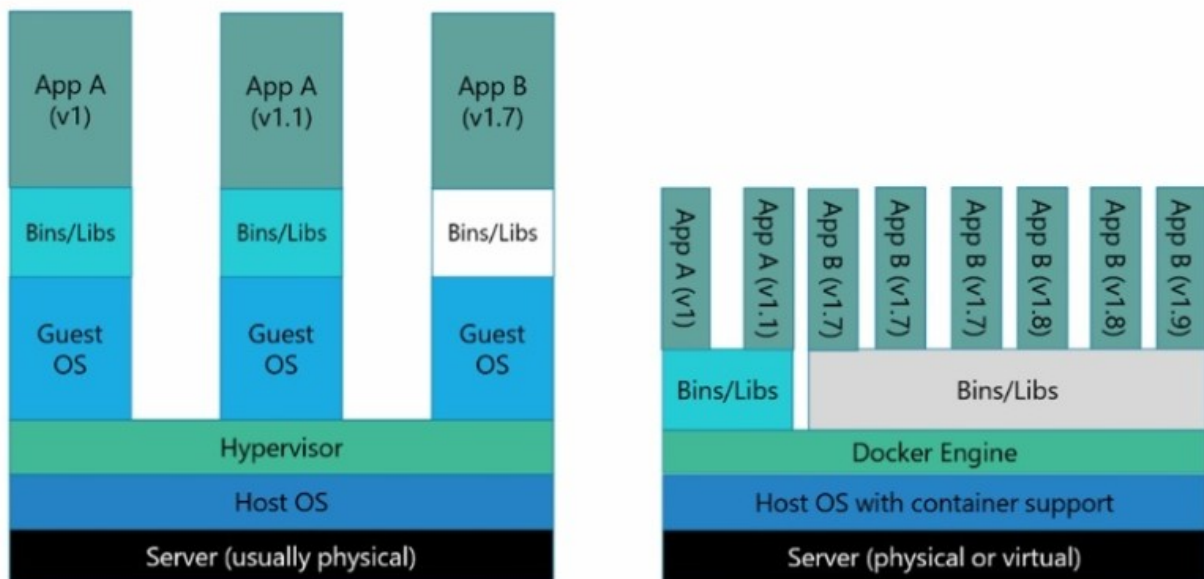 App A
(v1)
App A
(v1.1)
App B
(v1.7)
Bins/Libs
Bins/Libs
Bins/Libs
Guest
OS
Guest
OS
Guest
OS
Hypervisor
Host OS
Server (usually physical)
App A (v1)
App A (v1.1)
App B (v1.7)
App B (v1.7)
App B (v1.7)
App B (v1.8)
App B (v1.8)
App B (v1.9)
Bins/Libs
Bins/Libs
Docker Engine
Host OS with container support
Server (physical or virtual)